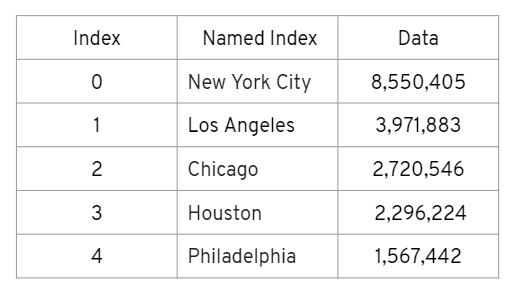 Index Named Index Data
0 New York City 8,550,405
1 Los Angeles 3,971,883
2 Chicago 2,720,546
3 Houston 2,296,224
4 Philadelphia 1,567,442